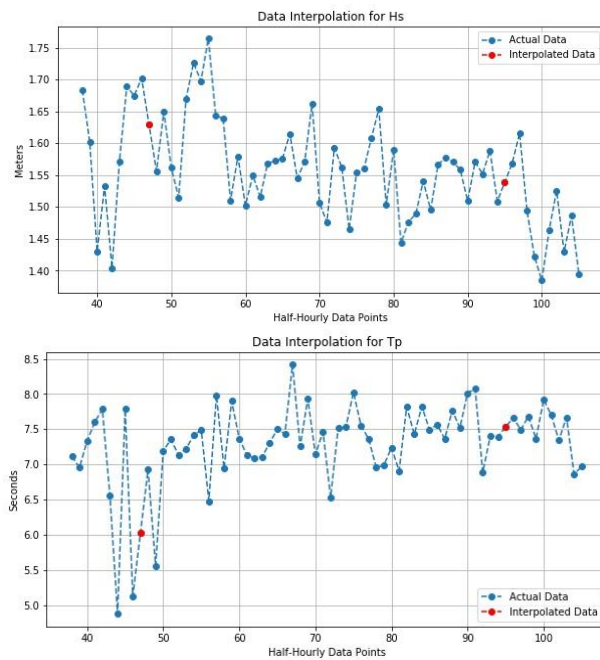 Data Interpolation for Hs
Actual Data
Interpolated Data
1.75
1.70
1.65
1.60
1.55
1.50
1.45
1.40
Meters
40 50 60 70 80 90 100
Half-Hourly Data Points
Data Interpolation for Tp
8.5
8.0
7.5
7.0
6.5
6.0
5.5
5.0
Seconds
Actual Data
Interpolated Data
40 50 60 70 80 90 100
Half-Hourly Data Points